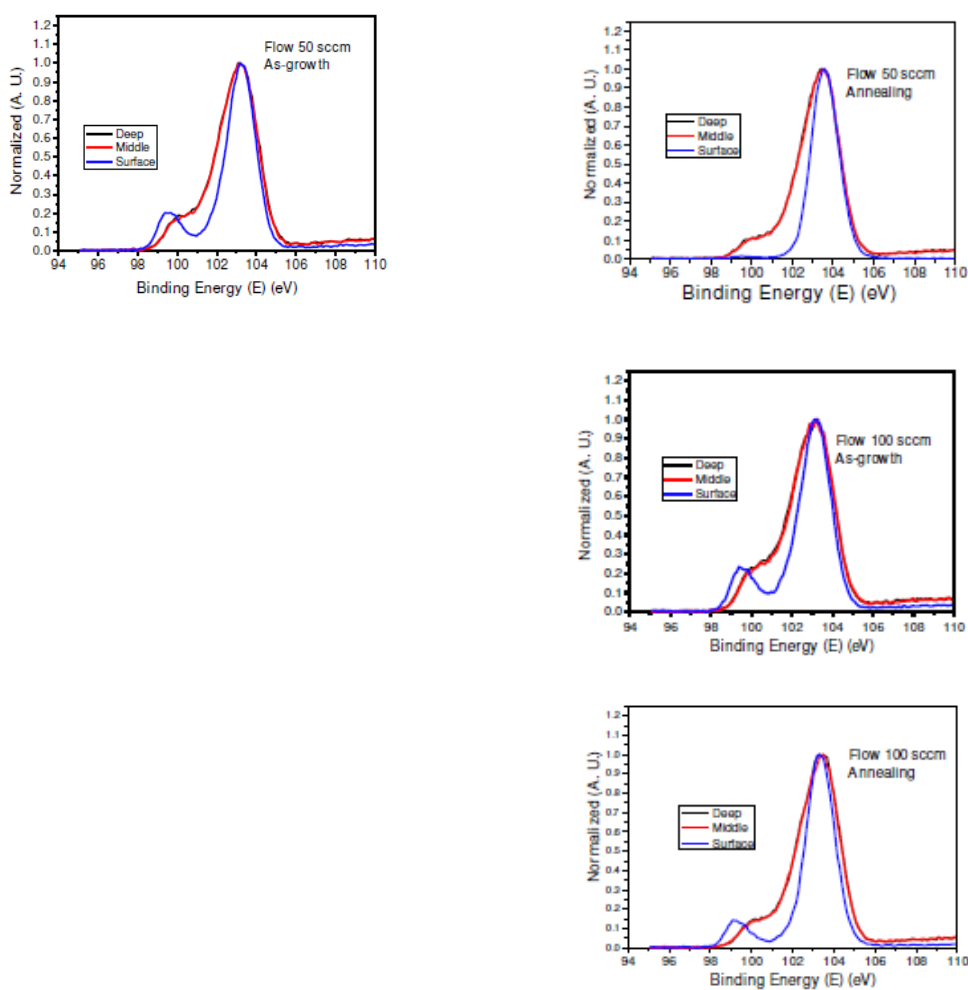 Normalized (A. U.)
1.2
1.1
1.0
0.9
0.8
0.7
0.6
0.5
0.4
0.3
0.2
0.1
0.0
Flow 50 sccm
As-growth
Deep
Middle
Surface
94 96 98 100 102 104 106 108 110
Binding Energy (E) (eV)
Normalized (A. U.)
1.2
1.1
1.0
0.9
0.8
0.7
0.6
0.5
0.4
0.3
0.2
0.1
0.0
Flow 50 sccm
Annealing
Deep
Middle
Surface
94 96 98 100 102 104 106 108 110
Binding Energy (E) (eV)
Normalized (A. U.)
1.2
1.1
1.0
0.9
0.8
0.7
0.6
0.5
0.4
0.3
0.2
0.1
0.0
Flow 100 sccm
As-growth
Deep
Middle
Surface
94 96 98 100 102 104 106 108 110
Binding Energy (E) (eV)
Normalized (A. U.)
1.2
1.1
1.0
0.9
0.8
0.7
0.6
0.5
0.4
0.3
0.2
0.1
0.0
Flow 100 sccm
Annealing
Deep
Middle
Surface
94 96 98 100 102 104 106 108 110
Binding Energy (E) (eV)